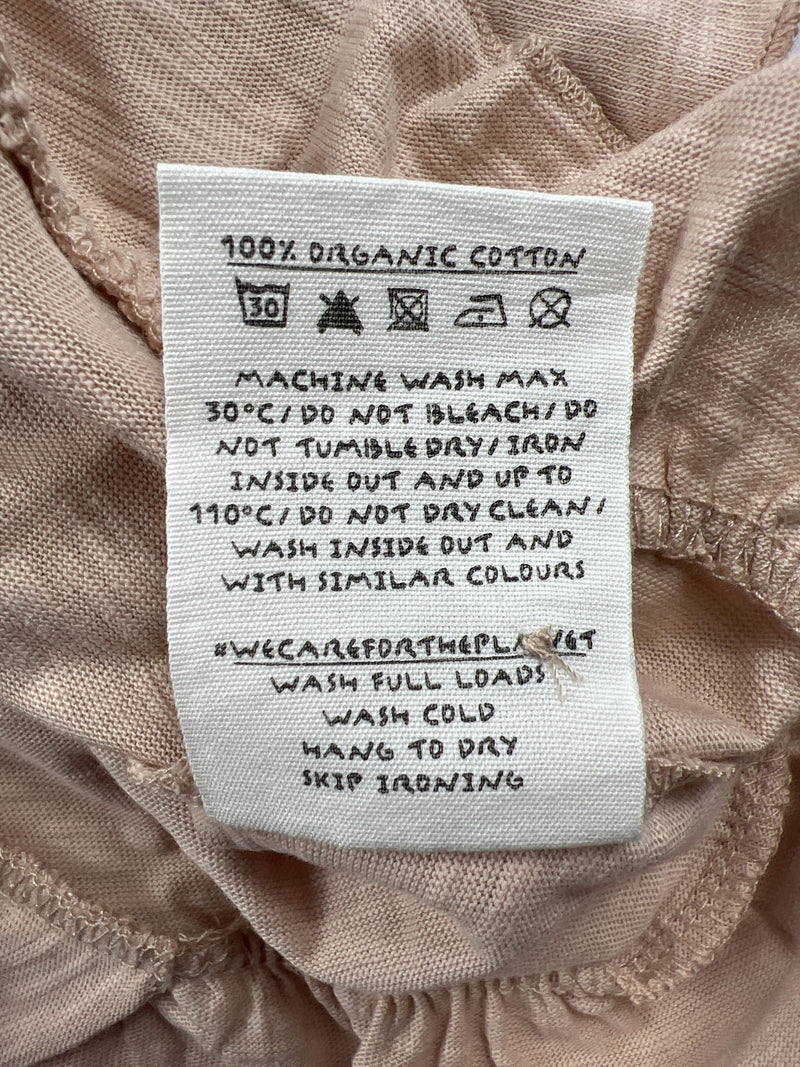 100% ORGANIC COTTON
30
MACHINE WASH MAX
30°C/DO NOT BLEACH/DO
NOT TUMBLE DRY/IRON
INSIDE OUT AND UP TO
110°C/DO NOT DRY CLEAN/
WASH INSIDE OUT AND
WITH SIMILAR COLOURS
#WECAREFORTHEPLANET
WASH FULL LOADS
WASH COLD
HANG TO DRY
SKIP IRONING